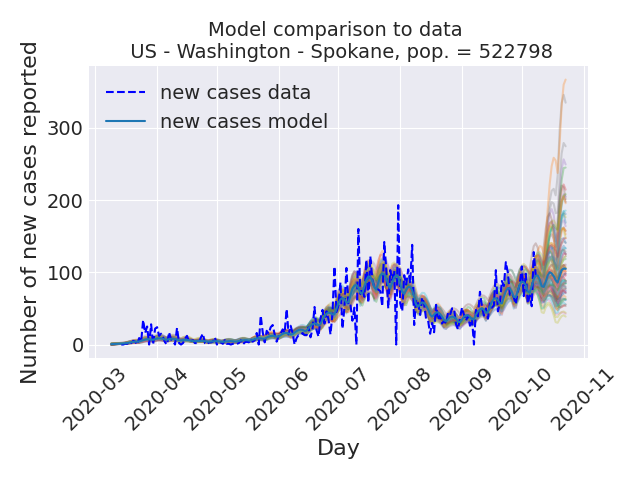 Model comparison to data
US - Washington - Spokane, pop. = 522798
new cases data
new cases model
Number of new cases reported
300
200
100
0
2020-03
2020-04
2020-05
2020-06
2020-07
2020-08
2020-09
2020-10
2020-11
Day